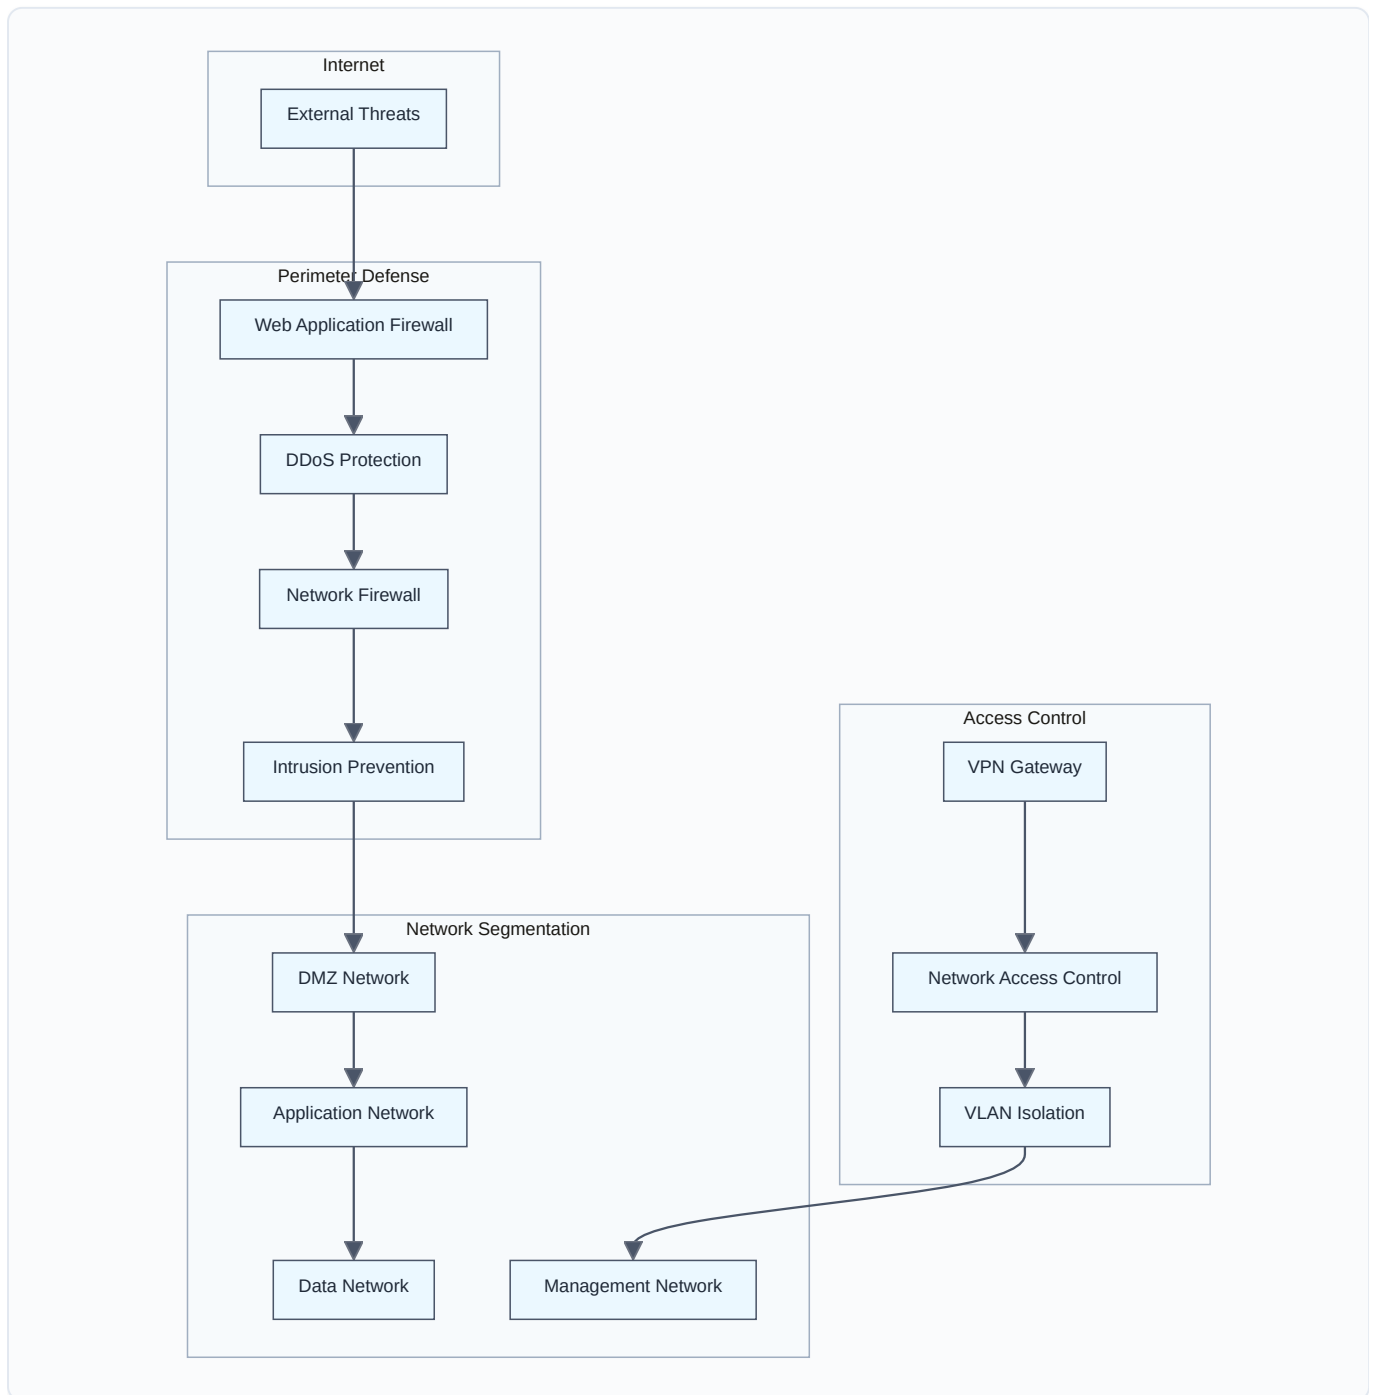 Internet
External Threats
Perimeter Defense
Web Application Firewall
DDoS Protection
Network Firewall
Intrusion Prevention
Access Control
VPN Gateway
Network Access Control
VLAN Isolation
Network Segmentation
DMZ Network
Application Network
Data Network
Management Network